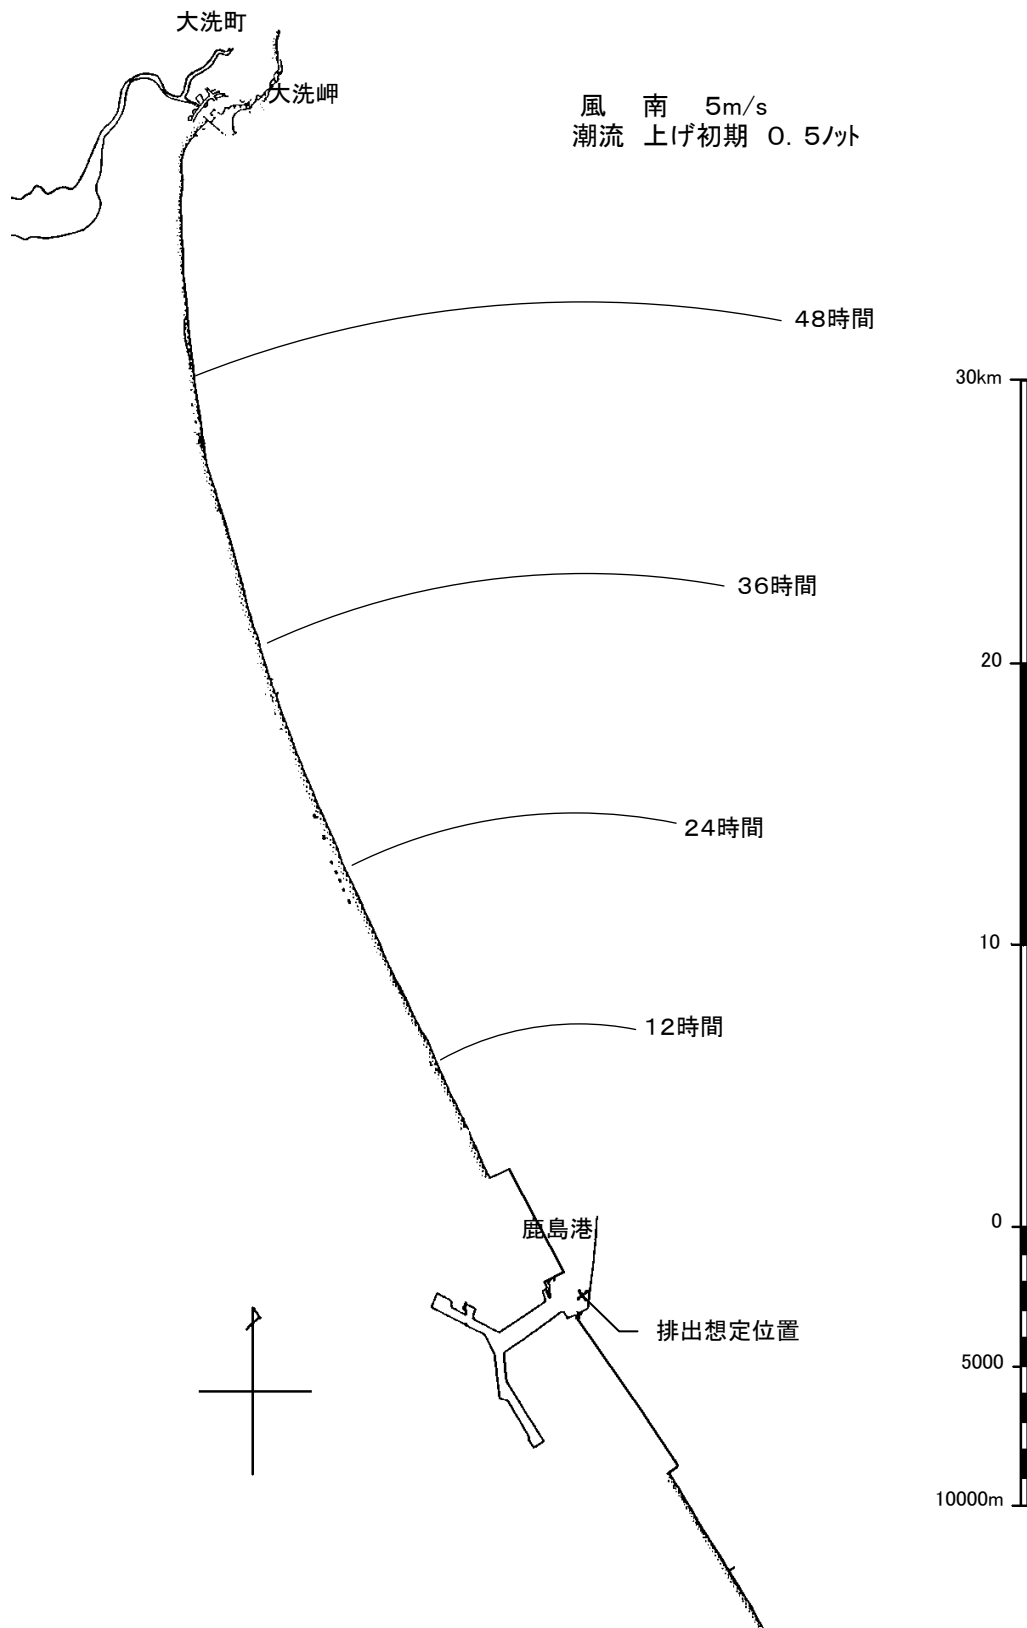 大洗町
大洗岬
風　南　5m/s
潮流 上げ初期 0．5ノット
48時間
30km
36時間
20
24時間
10
12時間
0
鹿島港
排出想定位置
5000
10000m